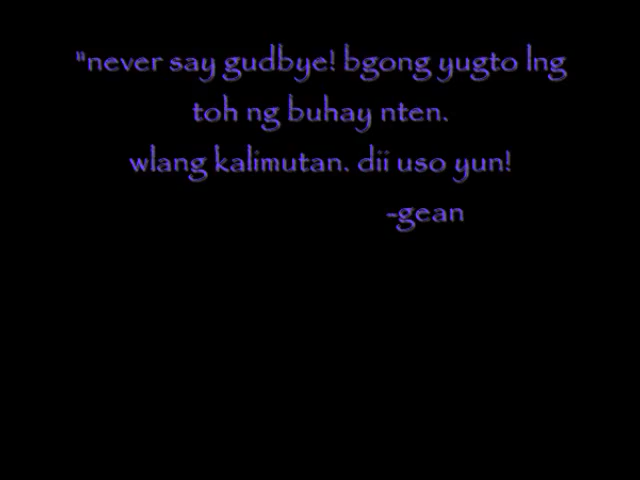 "never say gudbye! bgong yugto lng
toh ng buhay nten.
wlang kalimutan. dii uso yun!
-gean